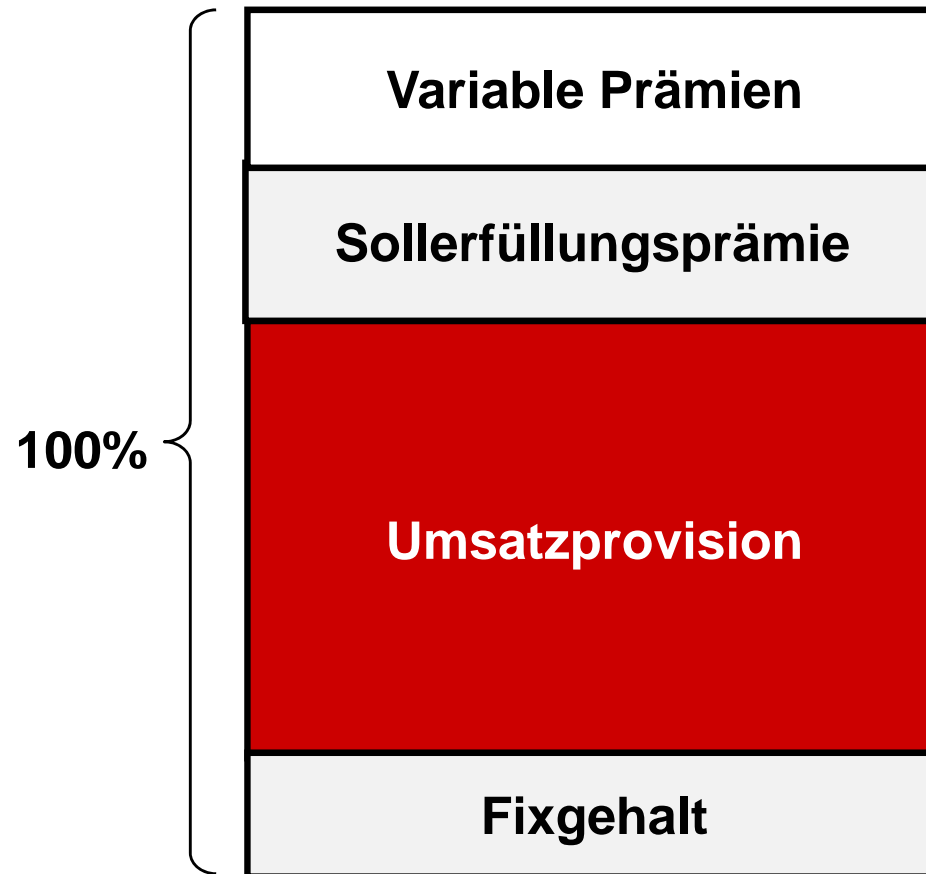 Variable Prämien
Sollerfüllungsprämie
100%
Umsatzprovision
Fixgehalt